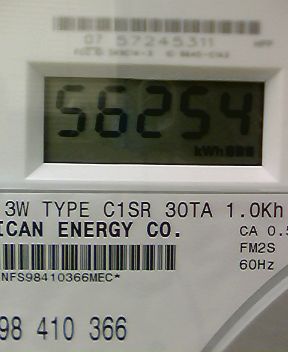 07 57245311
56254
kWh 888
3W TYPE C1SR 30TA 1.0Kh
ICAN ENERGY CO.
CA 0.5
FM2S
60Hz
NFS98410366MEC*
98 410 366